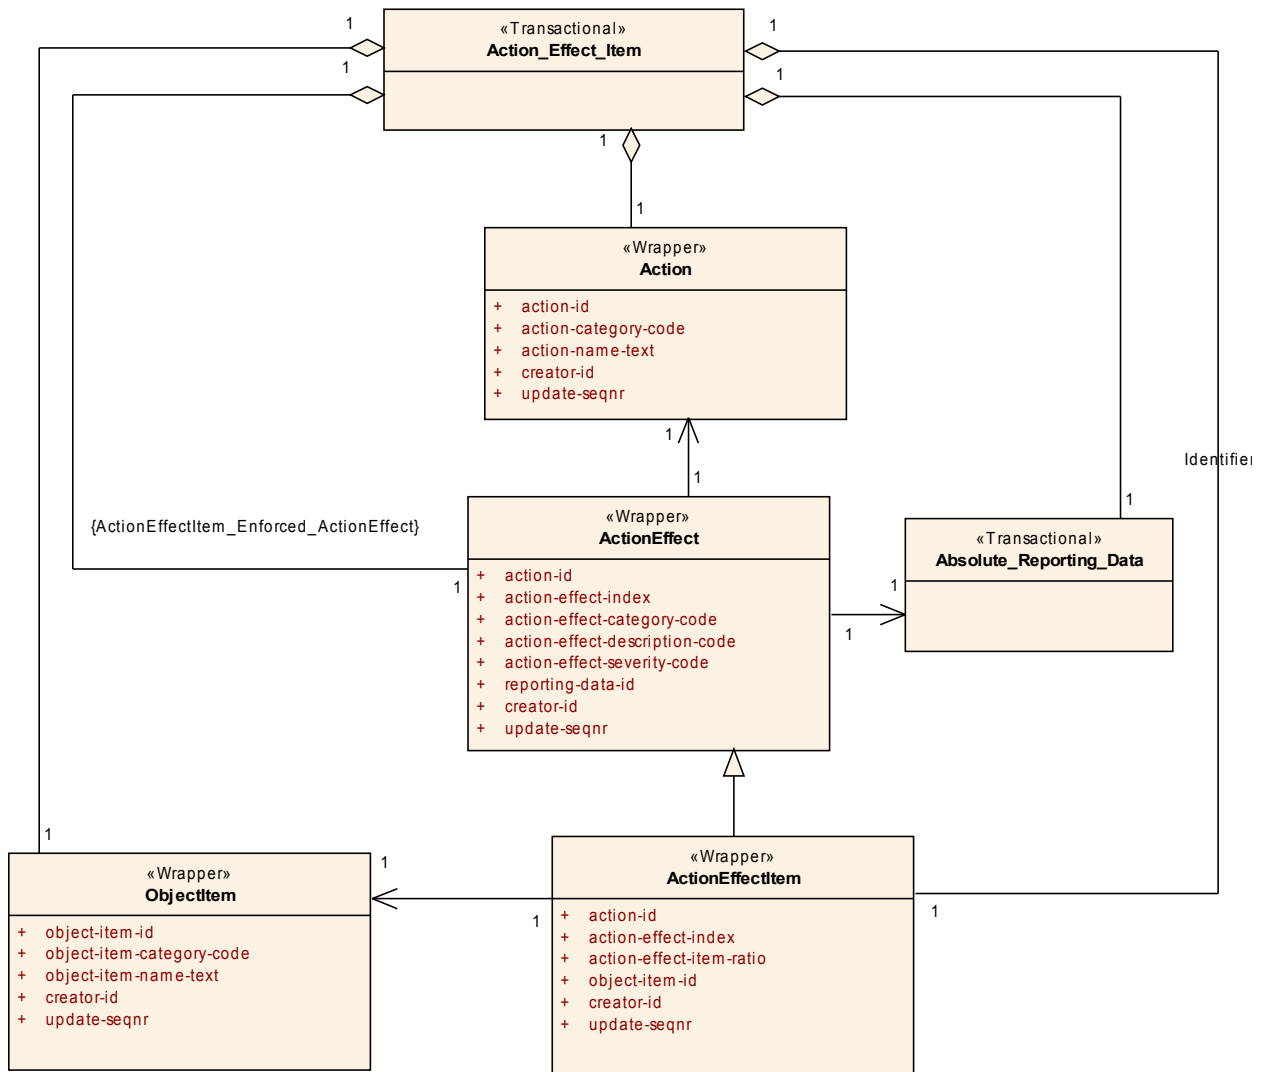 1
1
«Transactional»
Action_Effect_Item
1
1
1
1
«Wrapper»
Action
+ action-id
+ action-category-code
+ action-name-text
+ creator-id
+ update-seqnr
1
1
Identifier
1
{ActionEffectItem_Enforced_ActionEffect}
1
«Wrapper»
ActionEffect
+ action-id
+ action-effect-index
+ action-effect-category-code
+ action-effect-description-code
+ action-effect-severity-code
+ reporting-data-id
+ creator-id
+ update-seqnr
«Transactional»
Absolute_Reporting_Data
1
1
1
«Wrapper»
ObjectItem
+ object-item-id
+ object-item-category-code
+ object-item-name-text
+ creator-id
+ update-seqnr
1
1
«Wrapper»
ActionEffectItem
+ action-id
+ action-effect-index
+ action-effect-item-ratio
+ object-item-id
+ creator-id
+ update-seqnr
1